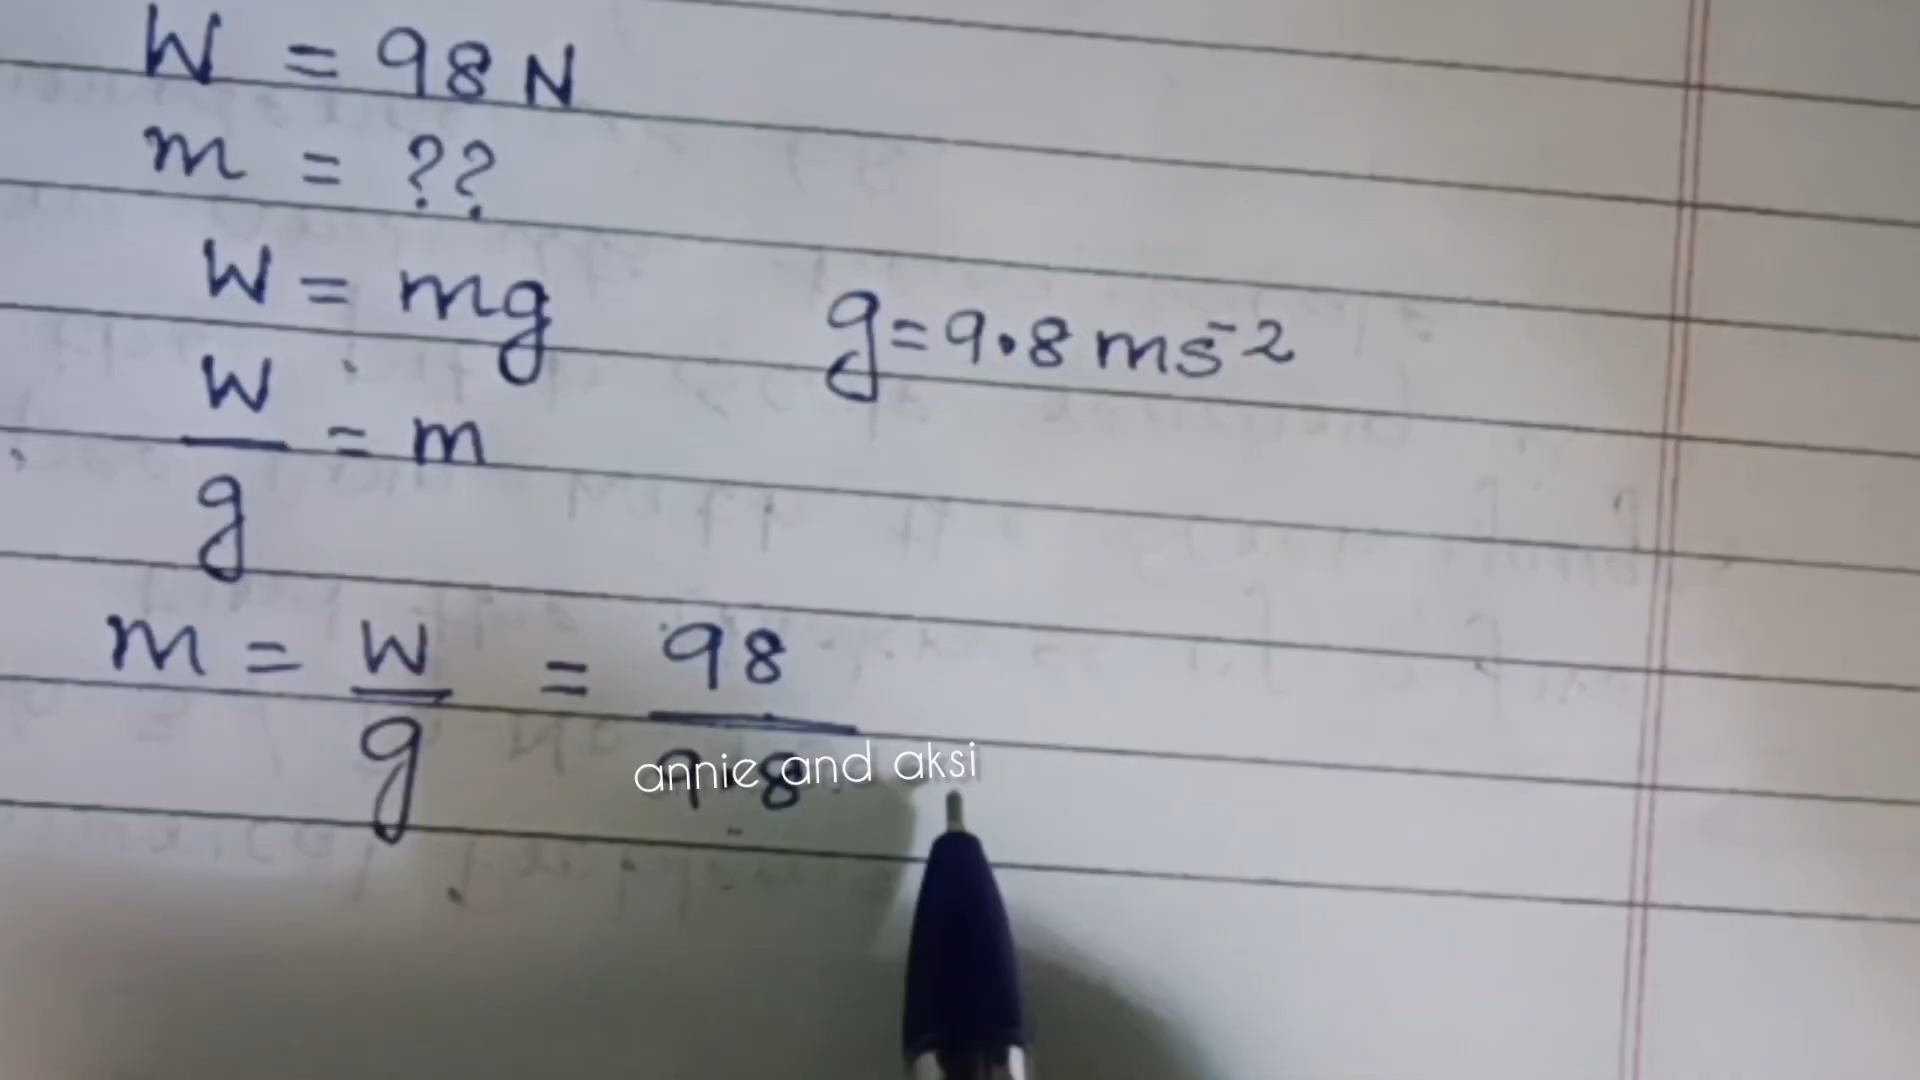 W = 98 N
m = ??
W = mg g = 9.8 ms⁻²
W/g = m
m = W/g = 98/9.8
annie and aksi